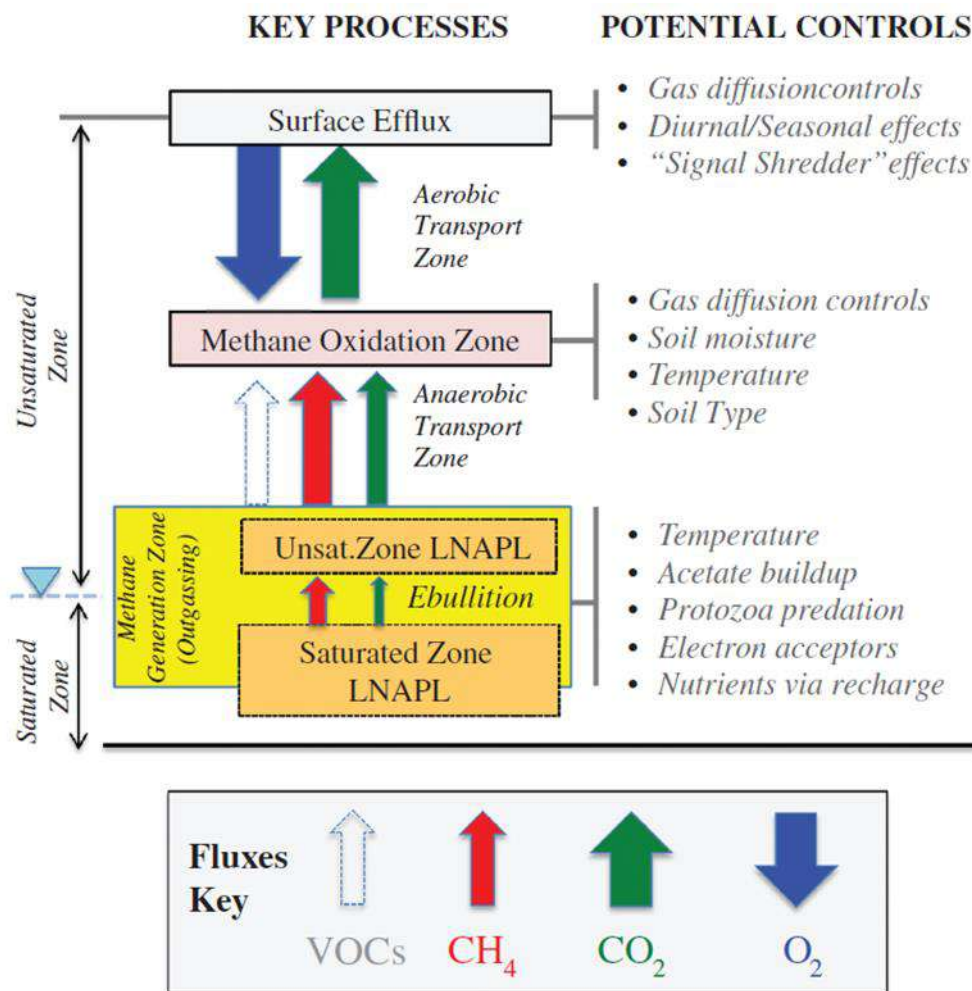 KEY PROCESSES
POTENTIAL CONTROLS
Surface Efflux
• Gas diffusioncontrols
• Diurnal/Seasonal effects
• “Signal Shredder”effects
Aerobic
Transport
Zone
Unsaturated
Zone
Methane Oxidation Zone
• Gas diffusion controls
• Soil moisture
• Temperature
• Soil Type
Anaerobic
Transport
Zone
Methane
Generation Zone
(Outgassing)
Unsat.Zone LNAPL
Ebullition
Saturated Zone
LNAPL
• Temperature
• Acetate buildup
• Protozoa predation
• Electron acceptors
• Nutrients via recharge
Saturated
Zone
Fluxes
Key
VOCs
CH4
CO2
O2